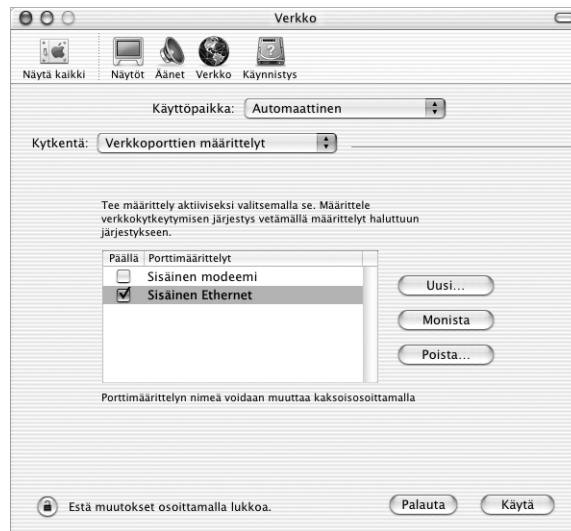 Verkko
Näytä kaikki Näytöt Äänet Verkko Käynnistys
Käyttöpaikka: Automaattinen
Kytkentä: Verkkoporttien määrittelyt
Tee määrittely aktiiviseksi valitsemalla se. Määrittele
verkkokytkeytymisen järjestys vetämällä määrittelyt haluttuun
järjestykseen.
Päällä Porttimäärittelyt
Sisäinen modeemi
Sisäinen Ethernet
Uusi...
Monista
Poista...
Porttimäärittelyn nimeä voidaan muuttaa kaksoisosoittamalla
Estä muutokset osoittamalla lukkoa.
Palauta Käytä